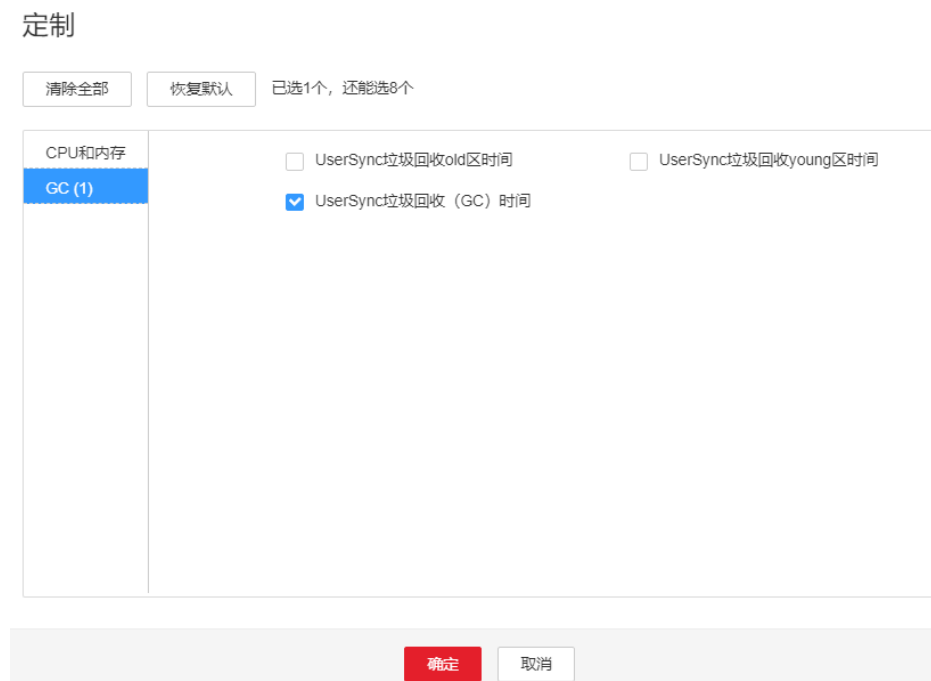 定制
清除全部 恢复默认 已选1个，还能选8个
CPU和内存
GC (1)
UserSync垃圾回收old区时间 UserSync垃圾回收young区时间
UserSync垃圾回收（GC）时间
确定 取消